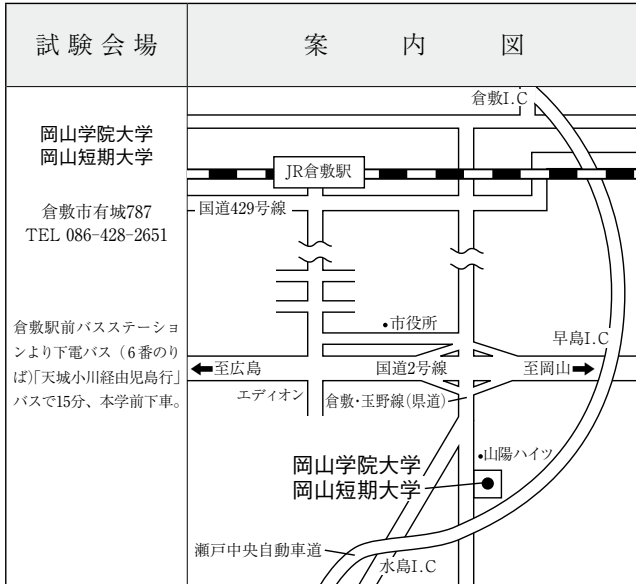 試験会場
案内図
岡山学院大学
岡山短期大学
倉敷市有城787
TEL 086-428-2651
倉敷駅前バスステーショ
ンより下電バス（6番のり
ば）「天城小川経由児島行」
バスで15分、本学前下車。
倉敷I.C
JR倉敷駅
国道429号線
•市役所
早島I.C
至広島
国道2号線
至岡山
エディオン
倉敷・玉野線（県道）
•山陽ハイツ
岡山学院大学
岡山短期大学
瀬戸中央自動車道
水島I.C